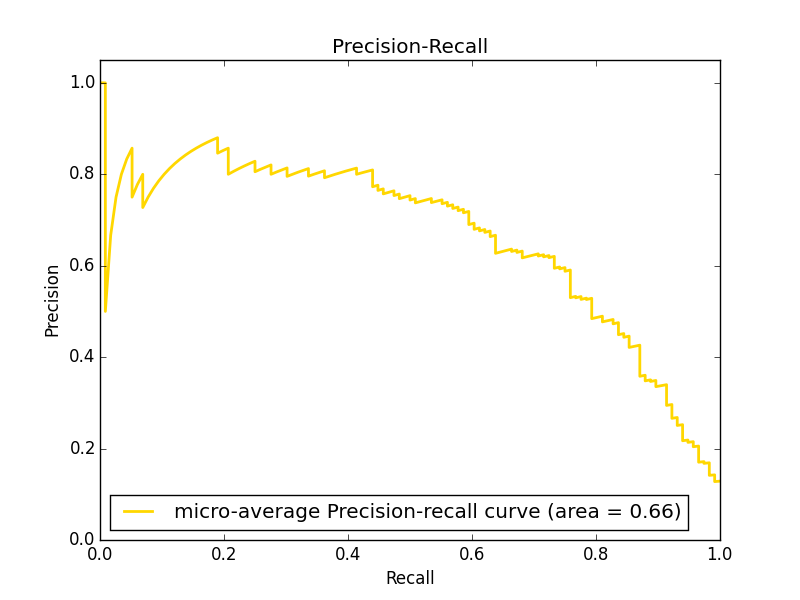 Precision-Recall
1.0
0.8
0.6
0.4
0.2
0.0
Precision
micro-average Precision-recall curve (area = 0.66)
0.0 0.2 0.4 0.6 0.8 1.0
Recall